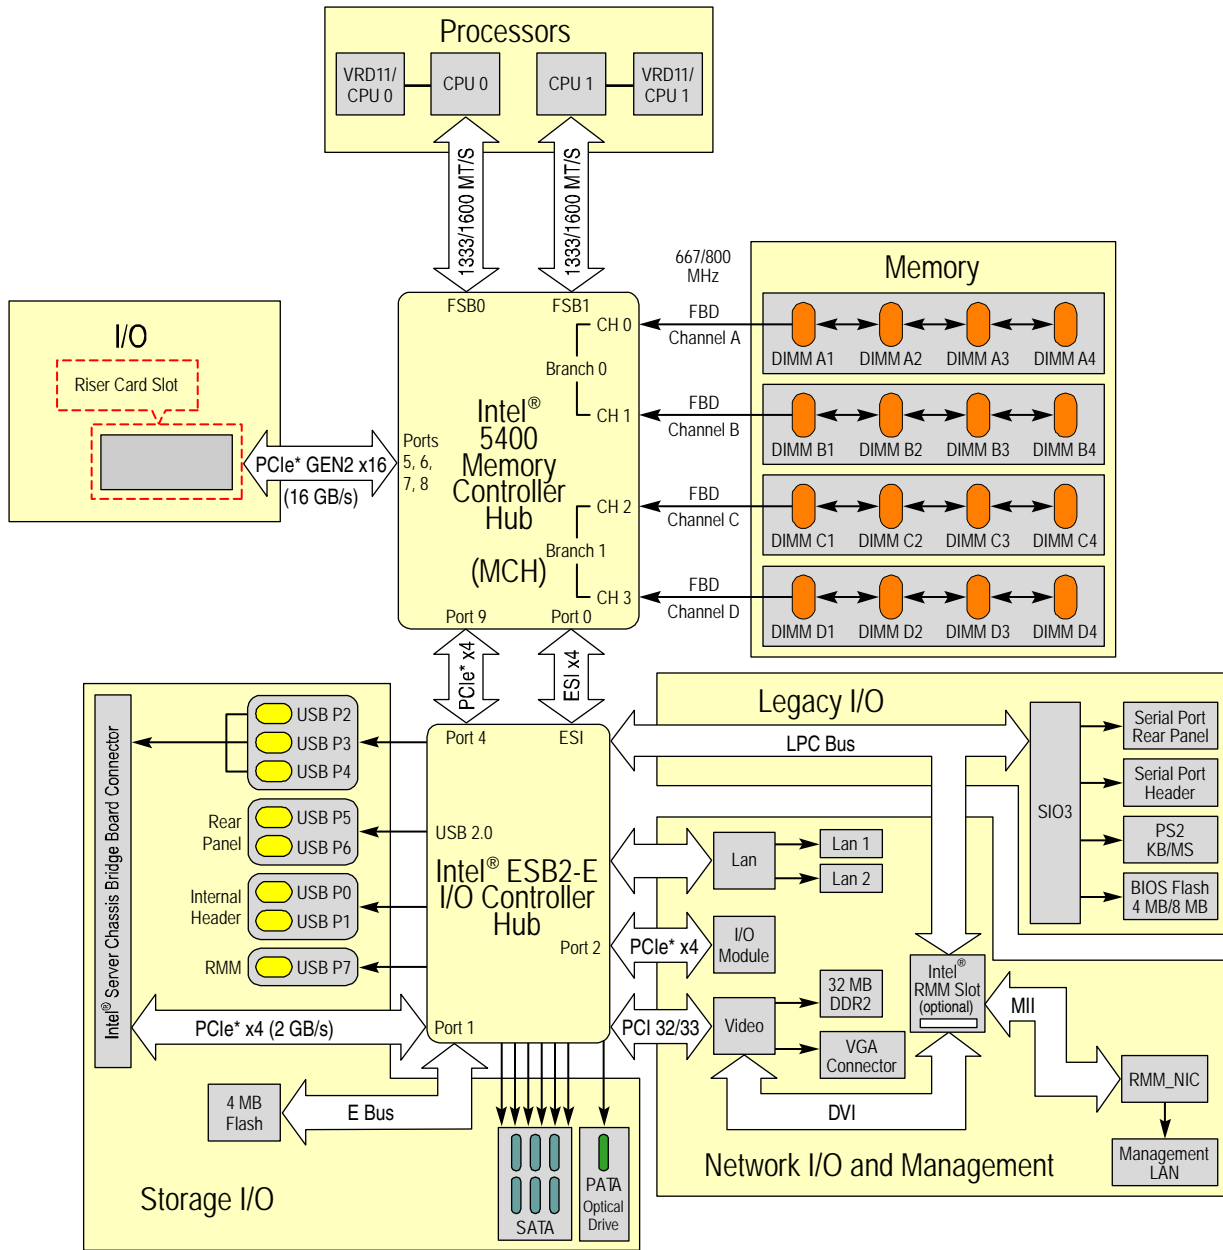 Processors
VRD11/
CPU 0
CPU 0
CPU 1
VRD11/
CPU 1
1333/1600 MT/S
1333/1600 MT/S
667/800
MHz
Memory
FSB0
FSB1
CH 0
FBD
Channel A
DIMM A1
DIMM A2
DIMM A3
DIMM A4
Branch 0
CH 1
FBD
Channel B
DIMM B1
DIMM B2
DIMM B3
DIMM B4
I/O
Riser Card Slot
PCIe* GEN2 x16
(16 GB/s)
Ports
5, 6,
7, 8
Intel®
5400
Memory
Controller
Hub
(MCH)
CH 2
FBD
Channel C
DIMM C1
DIMM C2
DIMM C3
DIMM C4
Branch 1
CH 3
FBD
Channel D
DIMM D1
DIMM D2
DIMM D3
DIMM D4
Port 9
Port 0
PCIe* x4
ESI x4
Intel® Server Chassis Bridge Board Connector
USB P2
USB P3
USB P4
Rear
Panel
USB P5
USB P6
Internal
Header
USB P0
USB P1
RMM
USB P7
PCIe* x4 (2 GB/s)
Port 4
ESI
USB 2.0
Intel® ESB2-E
I/O Controller
Hub
Port 2
Port 1
Legacy I/O
LPC Bus
SIO3
Serial Port
Rear Panel
Serial Port
Header
PS2
KB/MS
BIOS Flash
4 MB/8 MB
Lan
Lan 1
Lan 2
PCIe* x4
I/O
Module
PCI 32/33
Video
32 MB
DDR2
VGA
Connector
Intel®
RMM Slot
(optional)
MII
DVI
RMM_NIC
Management
LAN
Network I/O and Management
4 MB
Flash
E Bus
SATA
PATA
Optical
Drive
Storage I/O